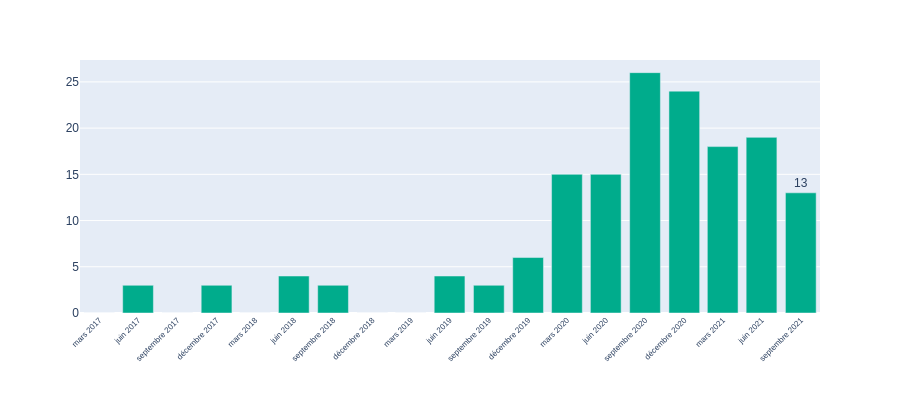 25
20
15
10
5
0
13
mars 2017
juin 2017
septembre 2017
décembre 2017
mars 2018
juin 2018
septembre 2018
décembre 2018
mars 2019
juin 2019
septembre 2019
décembre 2019
mars 2020
juin 2020
septembre 2020
décembre 2020
mars 2021
juin 2021
septembre 2021